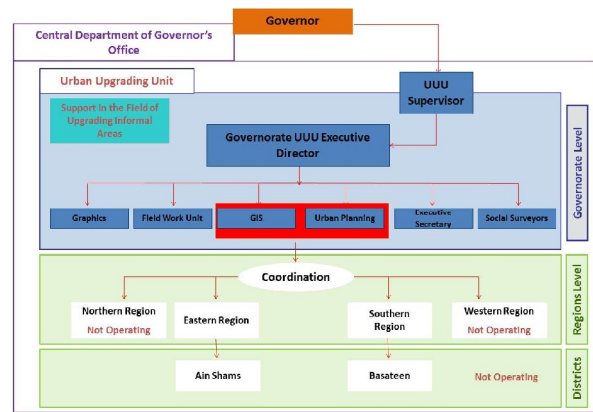 Governor
Central Department of Governor's
Office
Urban Upgrading Unit
UUU
Supervisor
Support in the Field of
Upgrading Informal
Areas
Governorate UUU Executive
Director
Governorate Level
Graphics
Field Work Unit
GIS
Urban Planning
Executive
Secretary
Social Surveyors
Coordination
Northern Region
Not Operating
Eastern Region
Southern
Region
Western Region
Not Operating
Regions Level
Ain Shams
Basateen
Not Operating
Districts